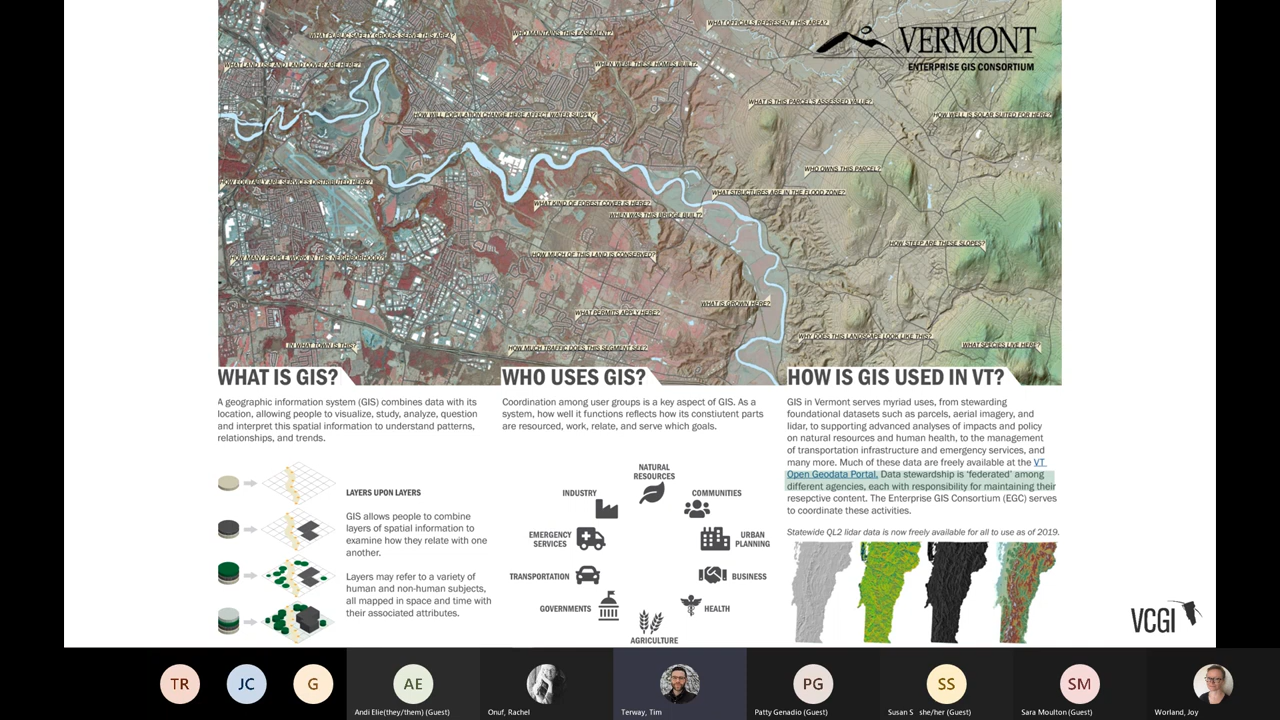 WHAT OFFICIALS REPRESENT THIS AREA?
WHAT PUBLIC SAFETY GROUPS SERVE THIS AREA?
WHO MAINTAINS THIS EASEMENT?
VERMONT
ENTERPRISE GIS CONSORTIUM
WHAT LAND USE AND LAND COVER ARE HERE?
WHEN WERE THESE HOMES BUILT?
WHAT IS THIS PARCEL'S ASSESSED VALUE?
HOW WILL POPULATION CHANGE HERE AFFECT WATER SUPPLY?
HOW WELL IS SOLAR SUITED FOR HERE?
WHO OWNS THIS PARCEL?
HOW EQUITABLY ARE SERVICES DISTRIBUTED HERE?
WHAT STRUCTURES ARE IN THE FLOOD ZONE?
WHAT KIND OF FOREST COVER IS HERE?
WHEN WAS THIS BRIDGE BUILT?
HOW STEEP ARE THESE SLOPES?
HOW MUCH OF THIS LAND IS CONSERVED?
HOW MANY PEOPLE WORK IN THIS NEIGHBORHOOD?
WHAT IS GROWN HERE?
WHAT PERMITS APPLY HERE?
WHY DOES THIS LANDSCAPE LOOK LIKE THIS?
IN WHAT TOWN IS THIS?
HOW MUCH TRAFFIC DOES THIS SEGMENT SEE?
WHAT SPECIES LIVE HERE?
WHAT IS GIS?
A geographic information system (GIS) combines data with its
location, allowing people to visualize, study, analyze, question
and interpret this spatial information to understand patterns,
relationships, and trends.
LAYERS UPON LAYERS
GIS allows people to combine
layers of spatial information to
examine how they relate with one
another.
Layers may refer to a variety of
human and non-human subjects,
all mapped in space and time with
their associated attributes.
WHO USES GIS?
Coordination among user groups is a key aspect of GIS. As a
system, how well it functions reflects how its constiutent parts
are resourced, work, relate, and serve which goals.
NATURAL
RESOURCES
INDUSTRY
COMMUNITIES
EMERGENCY
SERVICES
URBAN
PLANNING
TRANSPORTATION
BUSINESS
GOVERNMENTS
HEALTH
AGRICULTURE
HOW IS GIS USED IN VT?
GIS in Vermont serves myriad uses, from stewarding
foundational datasets such as parcels, aerial imagery, and
lidar, to supporting advanced analyses of impacts and policy
on natural resources and human health, to the management
of transportation infrastructure and emergency services, and
many more. Much of these data are freely available at the VT
Open Geodata Portal. Data stewardship is 'federated' among
different agencies, each with responsibility for maintaining their
resepctive content. The Enterprise GIS Consortium (EGC) serves
to coordinate these activities.
Statewide QL2 lidar data is now freely available for all to use as of 2019.
VCGI
TR
JC
G
AE
PG
SS
SM
Andi Elie(they/them) (Guest)
Onuf, Rachel
Terway, Tim
Patty Genadio (Guest)
Susan S she/her (Guest)
Sara Moulton (Guest)
Worland, Joy